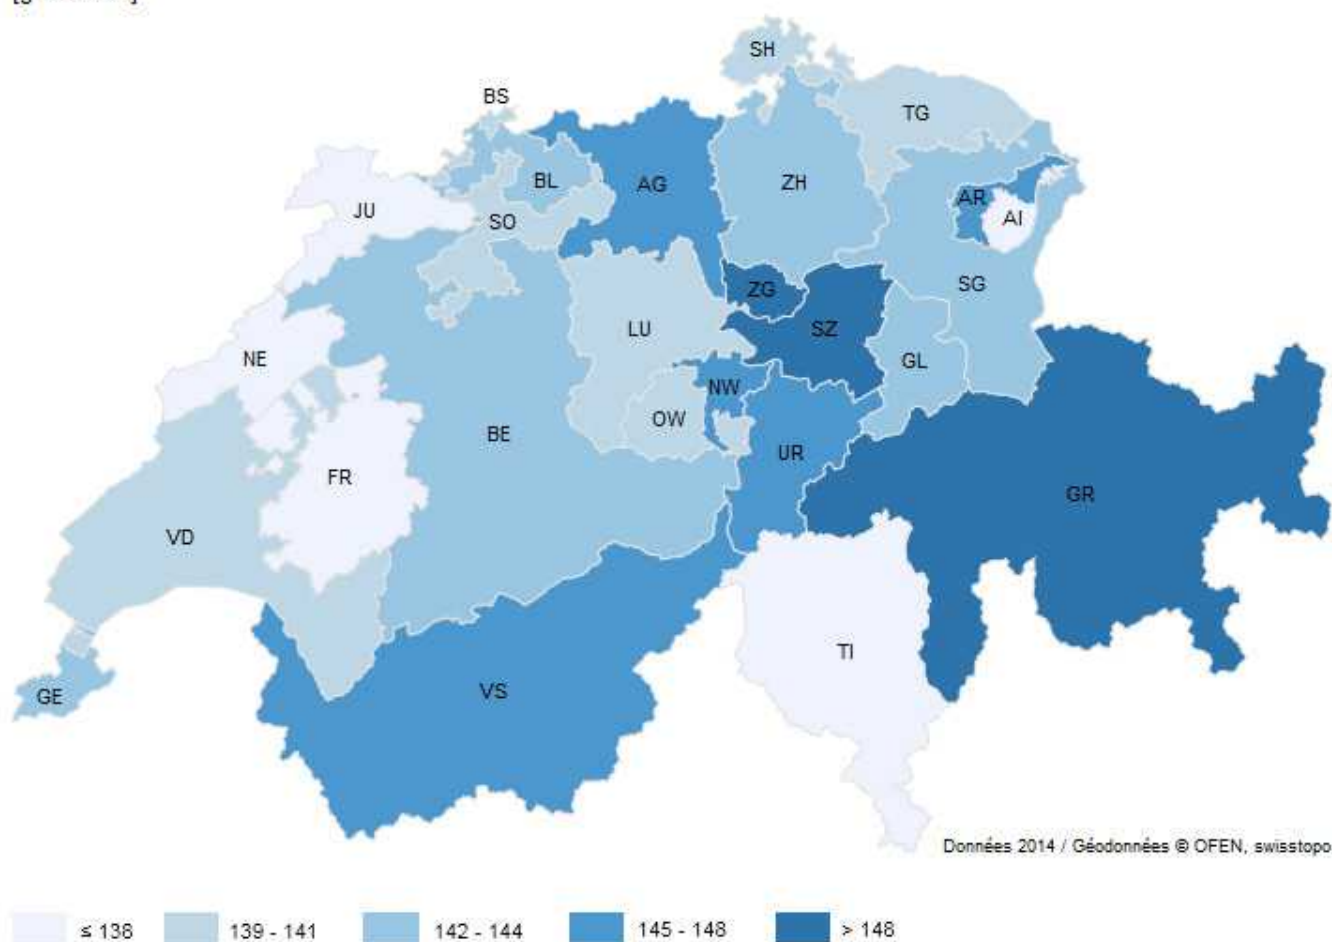 SH
BS
TG
BL
AG
ZH
JU
SO
AR
AI
ZG
SG
LU
SZ
NE
GL
NW
OW
BE
UR
FR
GR
VD
TI
GE
VS
Données 2014 / Géodonnées © OFEN, swisstopo
≤ 138 139 - 141 142 - 144 145 - 148 > 148